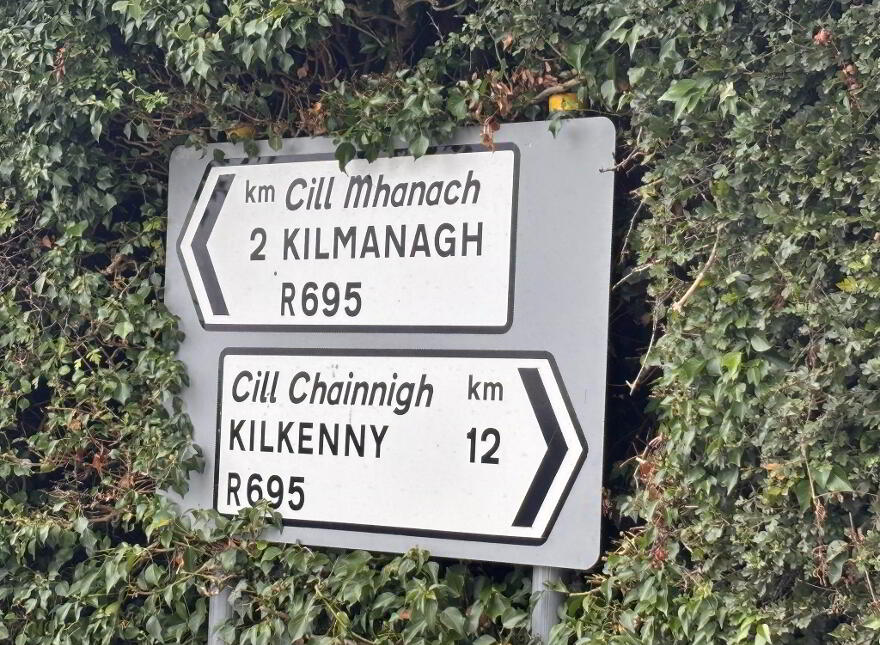 km Cill Mhanach
2 KILMANAGH
R695
Cill Chainnigh km
KILKENNY 12
R695